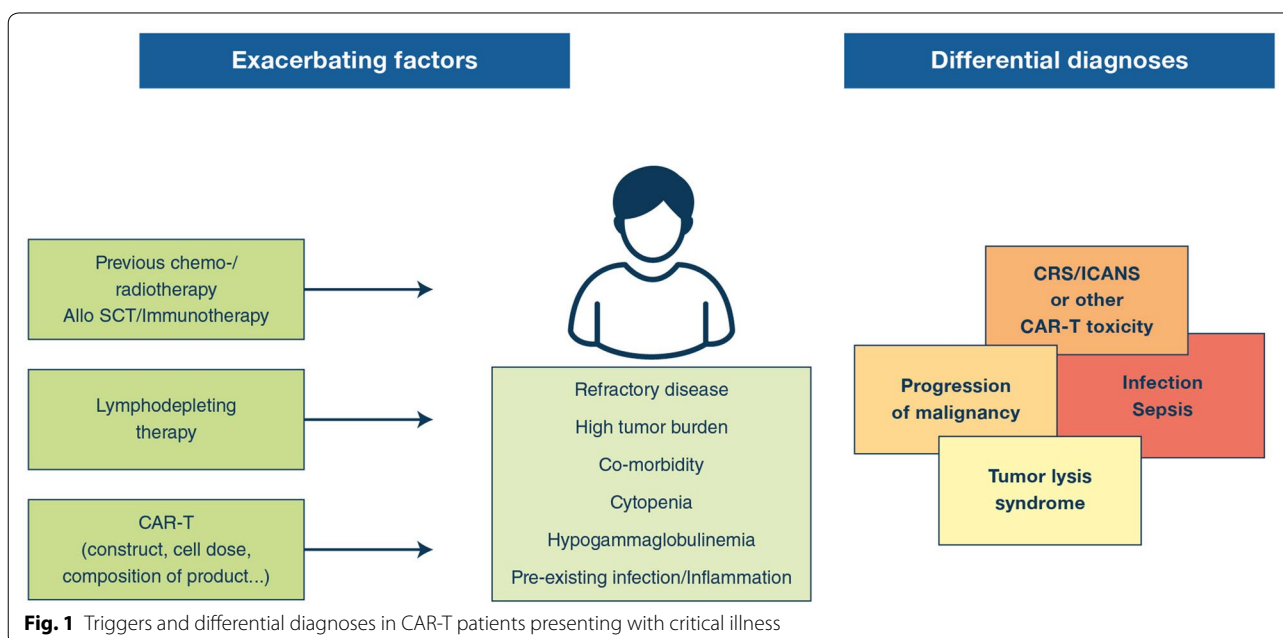 Exacerbating factors
Differential diagnoses
Previous chemo-/
radiotherapy
Allo SCT/Immunotherapy
Lymphodepleting
therapy
CAR-T
(construct, cell dose,
composition of product...)
Refractory disease
High tumor burden
Co-morbidity
Cytopenia
Hypogammaglobulinemia
Pre-existing infection/Inflammation
CRS/ICANS
or other
CAR-T toxicity
Progression
of malignancy
Infection
Sepsis
Tumor lysis
syndrome
Fig. 1 Triggers and differential diagnoses in CAR-T patients presenting with critical illness